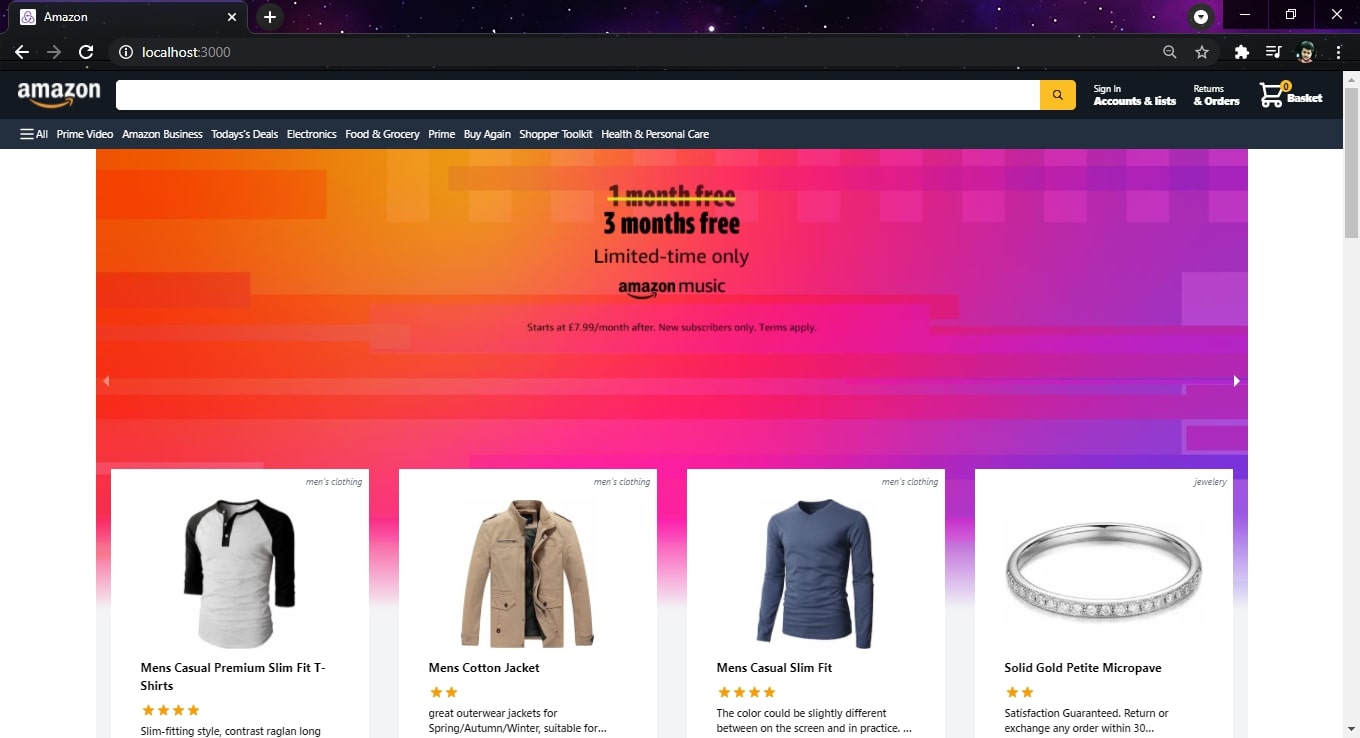 Amazon
localhost:3000
amazon
Sign In
Accounts & lists
Returns
& Orders
0
Basket
All Prime Video Amazon Business Todays's Deals Electronics Food & Grocery Prime Buy Again Shopper Toolkit Health & Personal Care
1 month free
3 months free
Limited-time only
amazon music
Starts at £7.99/month after. New subscribers only. Terms apply.
men's clothing
Mens Casual Premium Slim Fit T-
Shirts
Slim-fitting style, contrast raglan long
men's clothing
Mens Cotton Jacket
great outerwear jackets for
Spring/Autumn/Winter, suitable for...
men's clothing
Mens Casual Slim Fit
The color could be slightly different
between on the screen and in practice. ...
jewelery
Solid Gold Petite Micropave
Satisfaction Guaranteed. Return or
exchange any order within 30...